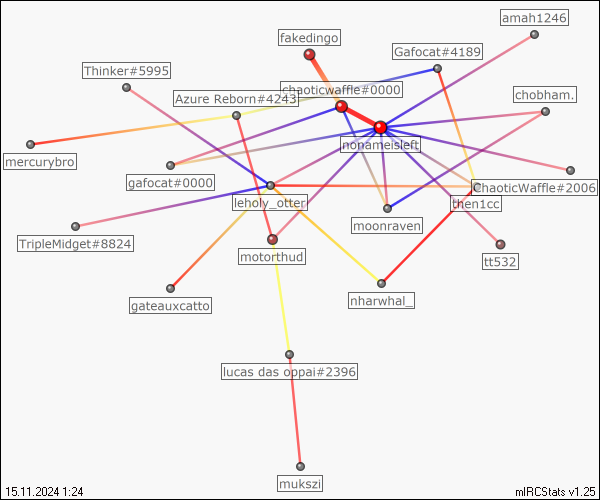 amah1246
fakedingo
Gafocat#4189
Thinker#5995
chaoticwaffle#0000
chobham.
Azure Reborn#4243
nonameisleft
mercurybro
gafocat#0000
ChaoticWaffle#2006
leholy_otter
then1cc
moonraven
TripleMidget#8824
motorthud
tt532
nharwhal_
gateauxcatto
lucas das oppai#2396
mukszi
15.11.2024 1:24
mIRCStats v1.25